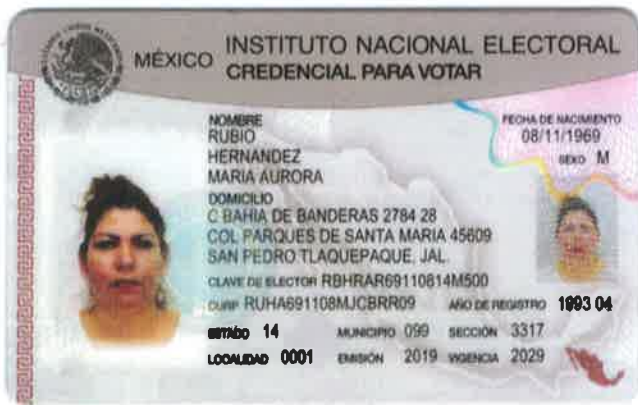 MÉXICO INSTITUTO NACIONAL ELECTORAL
CREDENCIAL PARA VOTAR
NOMBRE
RUBIO
HERNANDEZ
MARIA AURORA
FECHA DE NACIMIENTO
08/11/1969
SEXO M
DOMICILIO
C BAHIA DE BANDERAS 2784 28
COL PARQUES DE SANTA MARIA 45609
SAN PEDRO TLAQUEPAQUE, JAL.
CLAVE DE ELECTOR RBHRAR69110814M500
CURP RUHA691108MJCBRR09 AÑO DE REGISTRO 1993 04
ESTADO 14 MUNICIPIO 099 SECCIÓN 3317
LOCALIDAD 0001 EMISIÓN 2019 VIGENCIA 2029